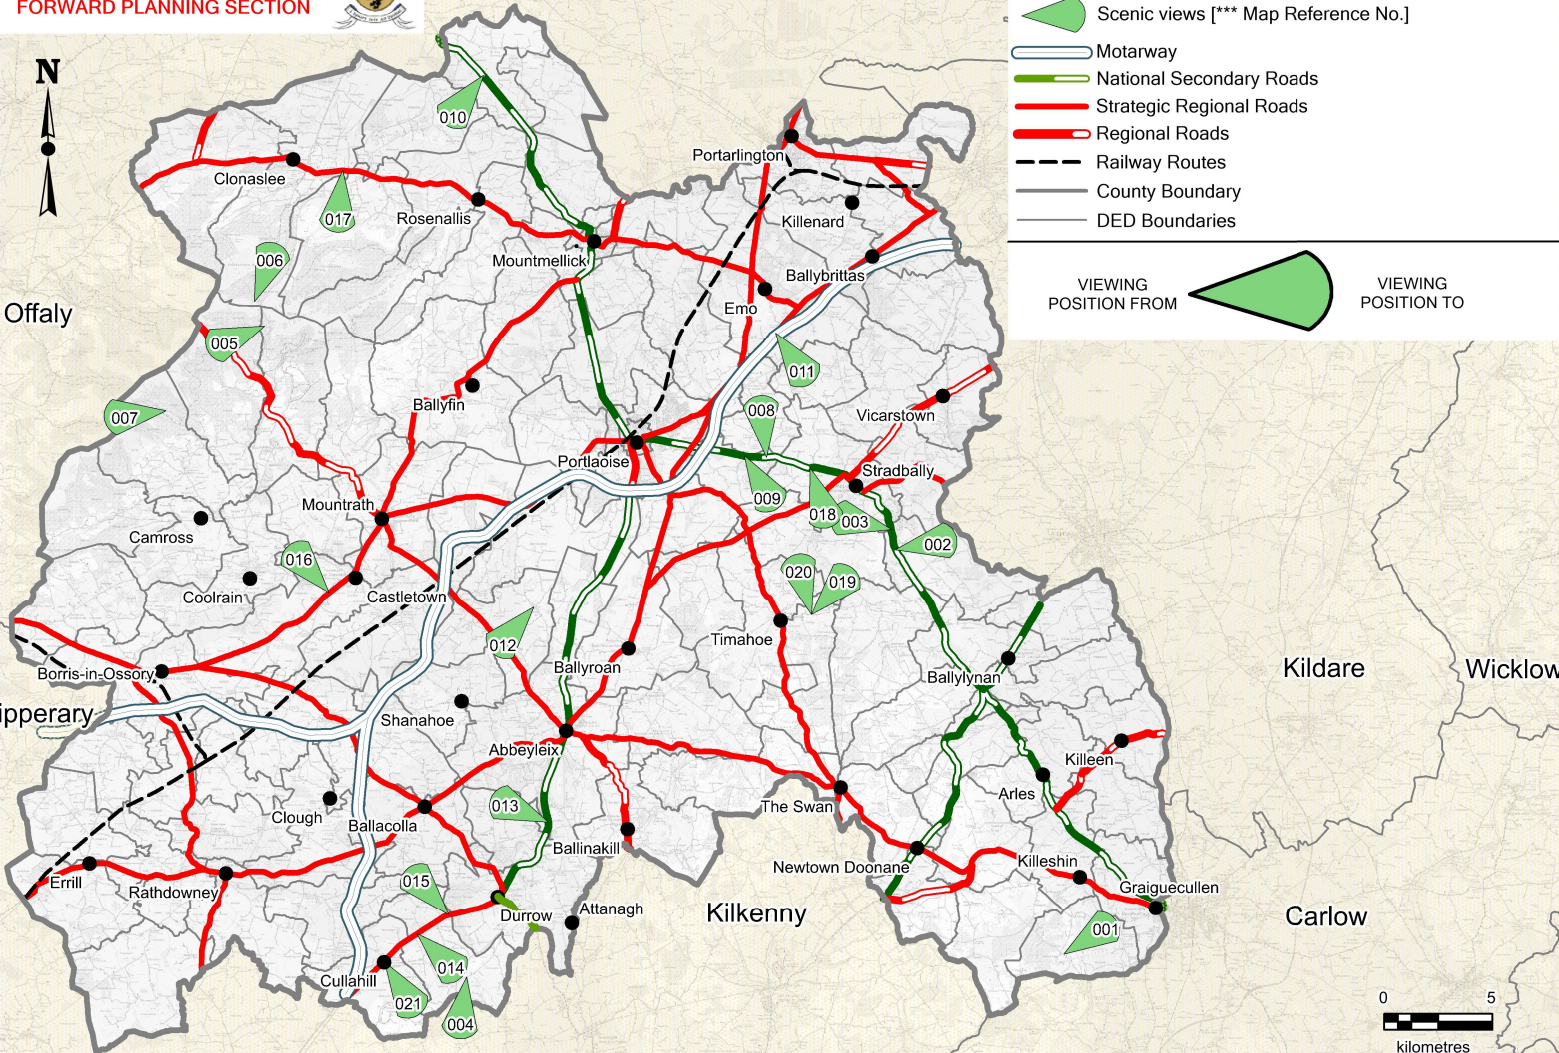 FORWARD PLANNING SECTION
N
Scenic views [*** Map Reference No.]
Motarway
National Secondary Roads
Strategic Regional Roads
Regional Roads
Railway Routes
County Boundary
DED Boundaries
VIEWING
POSITION FROM
VIEWING
POSITION TO
010
Portarlington
Clonaslee
017
Rosenallis
Killenard
006
Mountmellick
Ballybrittas
Offaly
Emo
005
011
Ballyfin
007
008
Vicarstown
Portlaoise
Stradbally
009
Mountrath
018
003
Camross
002
016
020
019
Coolrain
Castletown
012
Timahoe
Ballyroan
Borris-in-Ossory
Ballylynan
Kildare
Wicklow
ipperary
Shanahoe
Abbeyleix
Killeen
Arles
013
The Swan
Clough
Ballacolla
Ballinakill
Newtown Doonane
Killeshin
Errill
Rathdowney
015
Graiguecullen
Durrow
Attanagh
Kilkenny
Carlow
001
014
Cullahill
021
004
0 5
kilometres